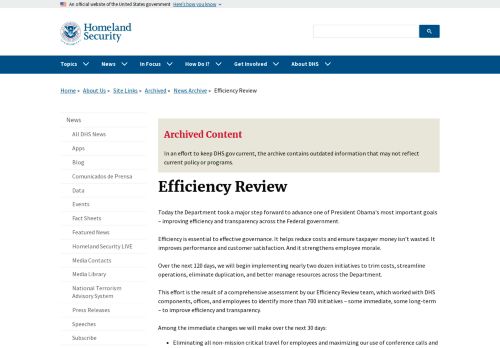 An official website of the United States government Here's how you know
Homeland
Security
Topics News In Focus How Do I? Get Involved About DHS
Home » About Us » Site Links » Archived » News Archive » Efficiency Review
News
All DHS News
Apps
Blog
Comunicados de Prensa
Data
Events
Fact Sheets
Featured News
Homeland Security LIVE
Media Contacts
Media Library
National Terrorism
Advisory System
Press Releases
Speeches
Subscribe
Archived Content
In an effort to keep DHS.gov current, the archive contains outdated information that may not reflect
current policy or programs.
Efficiency Review
Today the Department took a major step forward to advance one of President Obama's most important goals
– improving efficiency and transparency across the Federal government.
Efficiency is essential to effective governance. It helps reduce costs and ensure taxpayer money isn't wasted. It
improves performance and customer satisfaction. And it strengthens employee morale.
Over the next 120 days, we will begin implementing nearly two dozen initiatives to trim costs, streamline
operations, eliminate duplication, and better manage resources across the Department.
This effort is the result of a comprehensive assessment by our Efficiency Review team, which worked with DHS
components, offices, and employees to identify more than 700 initiatives – some immediate, some long-term
– to improve efficiency and transparency.
Among the immediate changes we will make over the next 30 days:
• Eliminating all non-mission critical travel for employees and maximizing our use of conference calls and